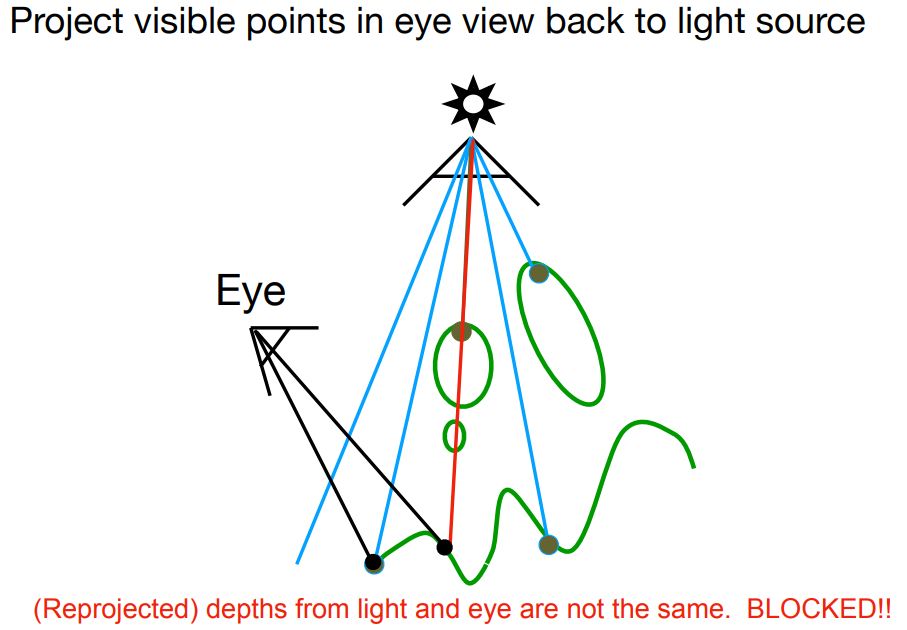 Project visible points in eye view back to light source
Eye
(Reprojected) depths from light and eye are not the same.  BLOCKED!!